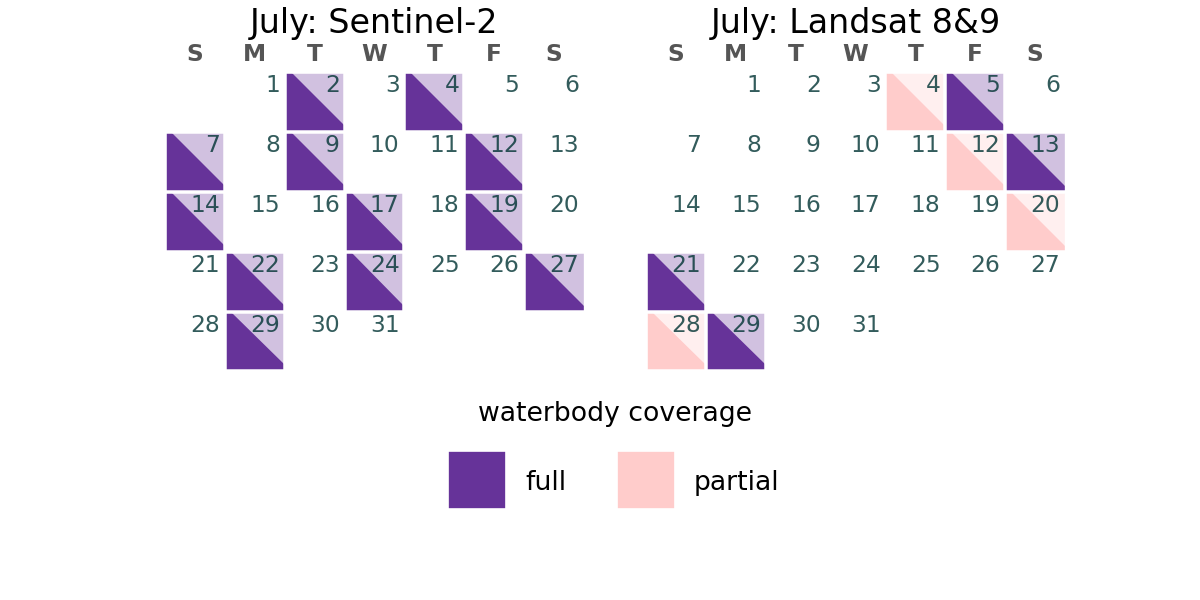 July: Sentinel-2
S M T W T F S
1 2 3 4 5 6
7 8 9 10 11 12 13
14 15 16 17 18 19 20
21 22 23 24 25 26 27
28 29 30 31
July: Landsat 8&9
S M T W T F S
1 2 3 4 5 6
7 8 9 10 11 12 13
14 15 16 17 18 19 20
21 22 23 24 25 26 27
28 29 30 31
waterbody coverage
full
partial